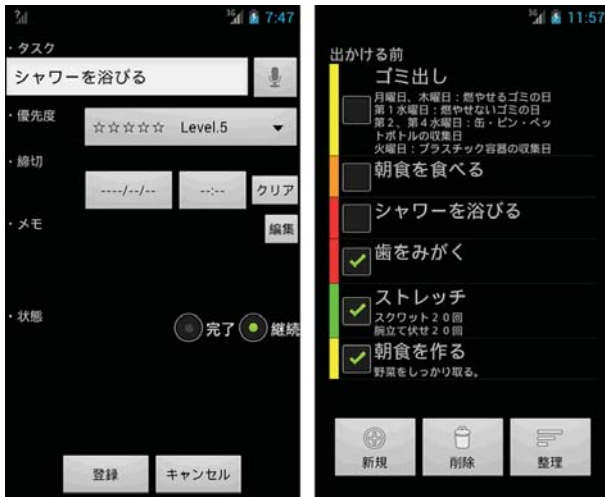 7:47
・タスク
シャワーを浴びる
・優先度
☆☆☆☆☆ Level.5
・締切
----/--/--
--:--
クリア
・メモ
編集
・状態
完了
継続
登録
キャンセル
11:57
出かける前
ゴミ出し
月曜日、木曜日：燃やせるゴミの日
第１水曜日：燃やせないゴミの日
第２、第４水曜日：缶・ビン・ペッ
トボトルの収集日
火曜日：プラスチック容器の収集日
朝食を食べる
シャワーを浴びる
歯をみがく
ストレッチ
スクワット２０回
腕立て伏せ２０回
朝食を作る
野菜をしっかり取る。
新規
削除
整理